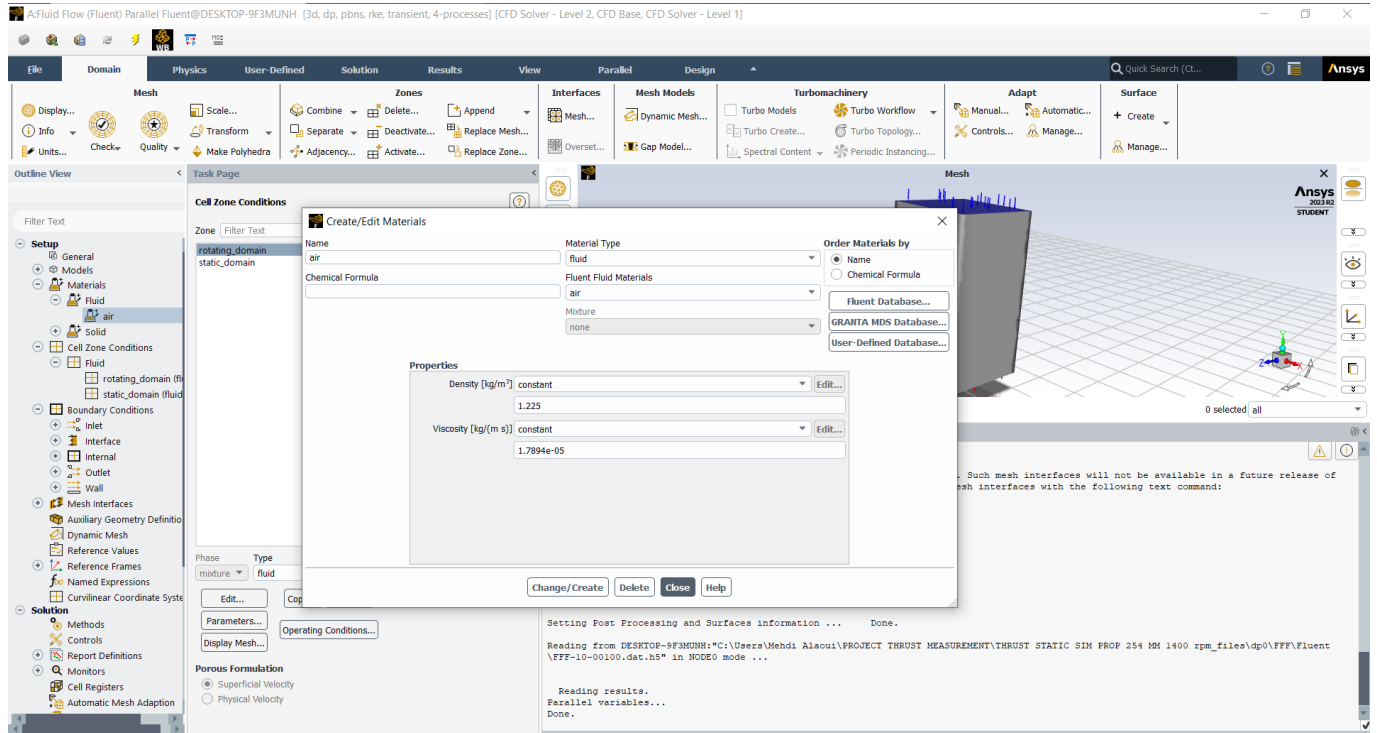 A:Fluid Flow (Fluent) Parallel Fluent@DESKTOP-9F3MUNH [3d, dp, pbns, rke, transient, 4-processes] [CFD Solver - Level 2, CFD Base, CFD Solver - Level 1]
WB
File Domain Physics User-Defined Solution Results View Parallel Design Quick Search (Ct... Ansys
Mesh Zones Interfaces Mesh Models Turbomachinery Adapt Surface
Display... Scale... Combine Delete... Append Mesh... Dynamic Mesh... Turbo Models Turbo Workflow Manual... Automatic... + Create
Info Transform Separate Deactivate... Replace Mesh... Turbo Create... Turbo Topology... Controls... Manage...
Units... Check Quality Make Polyhedra Adjacency... Activate... Replace Zone... Overset... Gap Model... Spectral Content Periodic Instancing... Manage...
Outline View < Task Page < Mesh
Filter Text
Setup
General
Models
Materials
Fluid
air
Solid
Cell Zone Conditions
Fluid
rotating_domain (fl
static_domain (fluid
Boundary Conditions
Inlet
Interface
Internal
Outlet
Wall
Mesh Interfaces
Auxiliary Geometry Definitio
Dynamic Mesh
Reference Values
Reference Frames
Named Expressions
Curvilinear Coordinate Syste
Solution
Methods
Controls
Report Definitions
Monitors
Cell Registers
Automatic Mesh Adaption
Cell Zone Conditions
Zone Filter Text
rotating_domain
static_domain
Phase Type
mixture fluid
Edit... Cop
Parameters... Operating Conditions...
Display Mesh...
Porous Formulation
Superficial Velocity
Physical Velocity
Create/Edit Materials
Name Material Type Order Materials by
air fluid Name
Chemical Formula Fluent Fluid Materials Chemical Formula
air
Fluent Database...
Mixture
none
GRANTA MDS Database...
User-Defined Database...
Properties
Density [kg/m³] constant Edit...
1.225
Viscosity [kg/(m s)] constant Edit...
1.7894e-05
Change/Create Delete Close Help
Ansys
2023 R2
STUDENT
Y
Z X
0 selected all
. Such mesh interfaces will not be available in a future release of
esh interfaces with the following text command:
Setting Post Processing and Surfaces information ... Done.
Reading from DESKTOP-9F3MUNH:"C:\Users\Mehdi Alaoui\PROJECT THRUST MEASUREMENT\THRUST STATIC SIM PROP 254 MM 1400 rpm_files\dp0\FFF\Fluent
\FFF-10-00100.dat.h5" in NODE0 mode ...
Reading results.
Parallel variables...
Done.